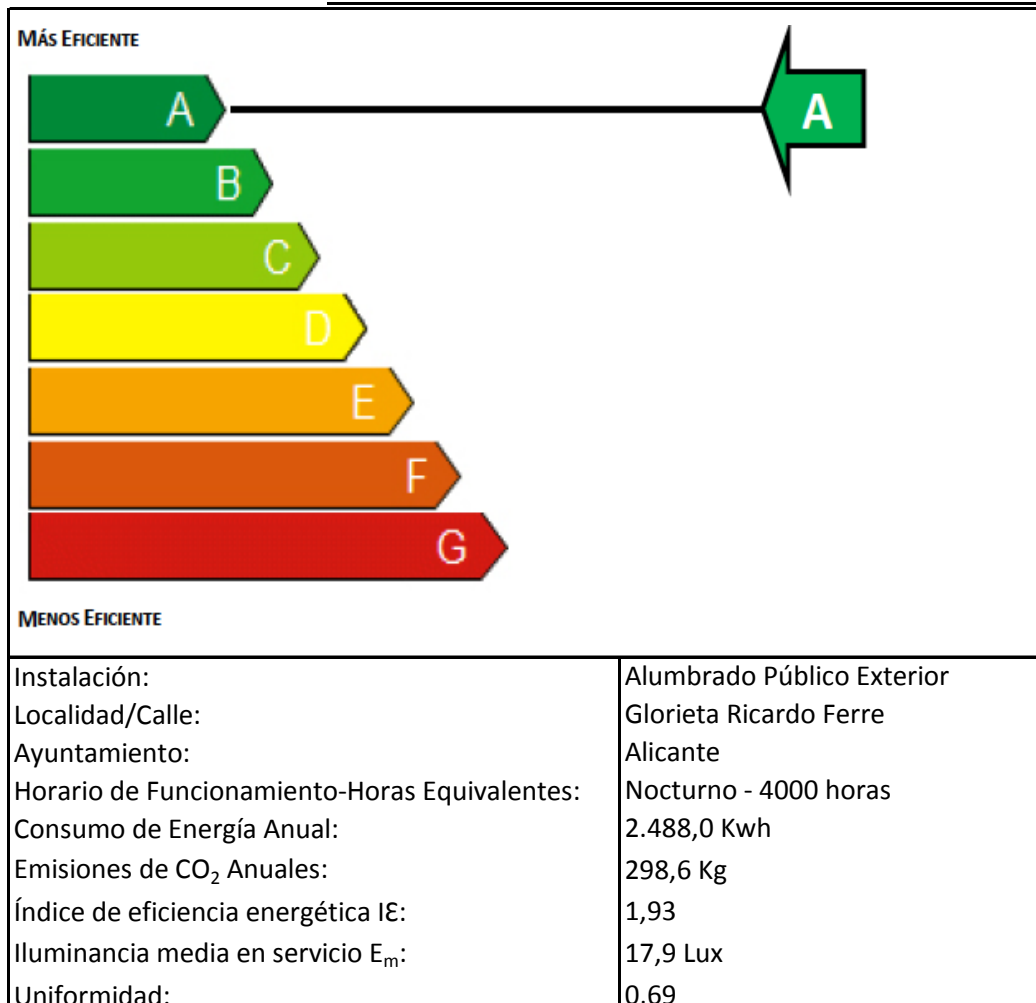 MÁS EFICIENTE
A
A
B
C
D
E
F
G
MENOS EFICIENTE
Instalación: Alumbrado Público Exterior
Localidad/Calle: Glorieta Ricardo Ferre
Ayuntamiento: Alicante
Horario de Funcionamiento-Horas Equivalentes: Nocturno - 4000 horas
Consumo de Energía Anual: 2.488,0 Kwh
Emisiones de CO₂ Anuales: 298,6 Kg
Índice de eficiencia energética IƐ: 1,93
Iluminancia media en servicio Eₘ: 17,9 Lux
Uniformidad: 0,69